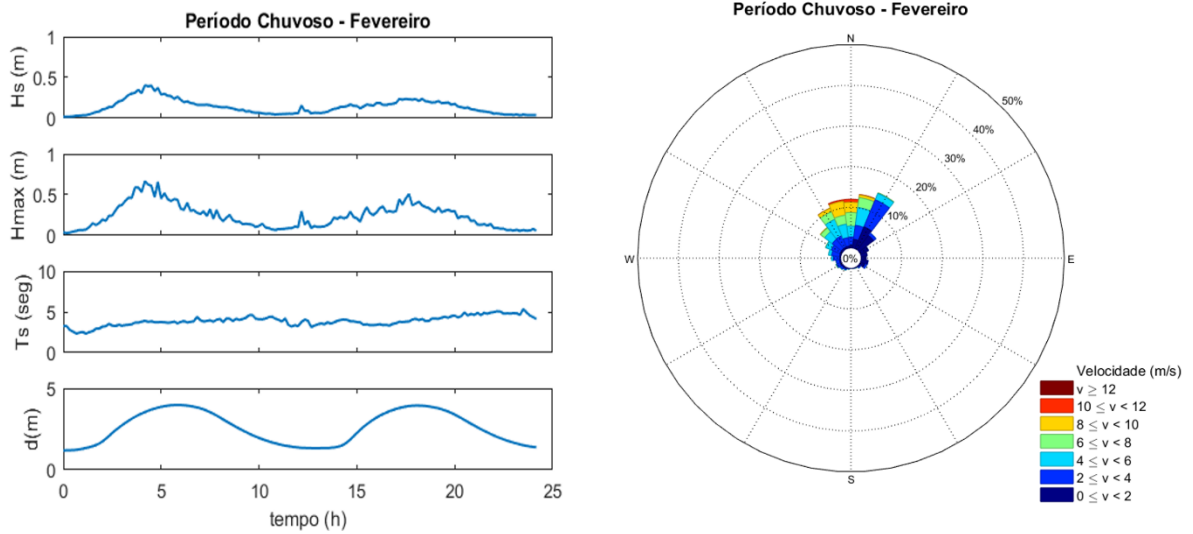 Período Chuvoso - Fevereiro
Hs (m)
1
0.5
0
Hmax (m)
1
0.5
0
Ts (seg)
10
5
0
d(m)
5
0
0 5 10 15 20 25
tempo (h)
Período Chuvoso - Fevereiro
N
50%
40%
30%
20%
10%
0%
W
E
S
Velocidade (m/s)
v ≥ 12
10 ≤ v < 12
8 ≤ v < 10
6 ≤ v < 8
4 ≤ v < 6
2 ≤ v < 4
0 ≤ v < 2